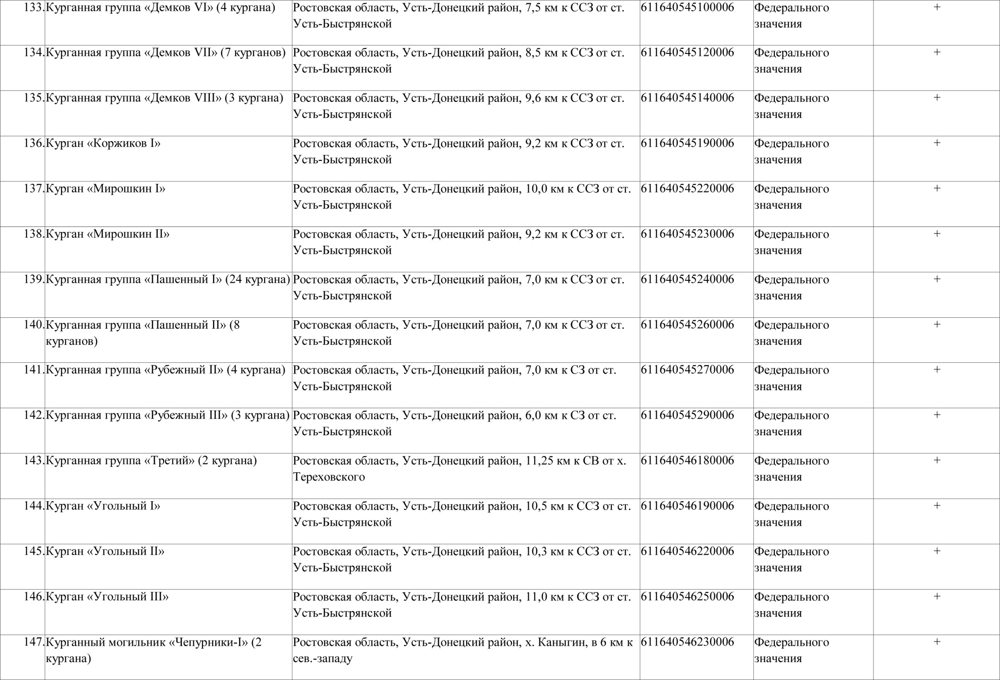 133. Курганная группа «Демков VI» (4 кургана) Ростовская область, Усть-Донецкий район, 7,5 км к ССЗ от ст. 611640545100006 Федерального +
Усть-Быстрянской значения
134. Курганная группа «Демков VII» (7 курганов) Ростовская область, Усть-Донецкий район, 8,5 км к ССЗ от ст. 611640545120006 Федерального +
Усть-Быстрянской значения
135. Курганная группа «Демков VIII» (3 кургана) Ростовская область, Усть-Донецкий район, 9,6 км к ССЗ от ст. 611640545140006 Федерального +
Усть-Быстрянской значения
136. Курган «Коржиков I» Ростовская область, Усть-Донецкий район, 9,2 км к ССЗ от ст. 611640545190006 Федерального +
Усть-Быстрянской значения
137. Курган «Мирошкин I» Ростовская область, Усть-Донецкий район, 10,0 км к ССЗ от ст. 611640545220006 Федерального +
Усть-Быстрянской значения
138. Курган «Мирошкин II» Ростовская область, Усть-Донецкий район, 9,2 км к ССЗ от ст. 611640545230006 Федерального +
Усть-Быстрянской значения
139. Курганная группа «Пашенный I» (24 кургана) Ростовская область, Усть-Донецкий район, 7,0 км к ССЗ от ст. 611640545240006 Федерального +
Усть-Быстрянской значения
140. Курганная группа «Пашенный II» (8 Ростовская область, Усть-Донецкий район, 7,0 км к ССЗ от ст. 611640545260006 Федерального +
курганов) Усть-Быстрянской значения
141. Курганная группа «Рубежный II» (4 кургана) Ростовская область, Усть-Донецкий район, 7,0 км к СЗ от ст. 611640545270006 Федерального +
Усть-Быстрянской значения
142. Курганная группа «Рубежный III» (3 кургана) Ростовская область, Усть-Донецкий район, 6,0 км к СЗ от ст. 611640545290006 Федерального +
Усть-Быстрянской значения
143. Курганная группа «Третий» (2 кургана) Ростовская область, Усть-Донецкий район, 11,25 км к СВ от х. 611640546180006 Федерального +
Тереховского значения
144. Курган «Угольный I» Ростовская область, Усть-Донецкий район, 10,5 км к ССЗ от ст. 611640546190006 Федерального +
Усть-Быстрянской значения
145. Курган «Угольный II» Ростовская область, Усть-Донецкий район, 10,3 км к ССЗ от ст. 611640546220006 Федерального +
Усть-Быстрянской значения
146. Курган «Угольный III» Ростовская область, Усть-Донецкий район, 11,0 км к ССЗ от ст. 611640546250006 Федерального +
Усть-Быстрянской значения
147. Курганный могильник «Чепурники-I» (2 Ростовская область, Усть-Донецкий район, х. Каныгин, в 6 км к 611640546230006 Федерального +
кургана) сев.-западу значения